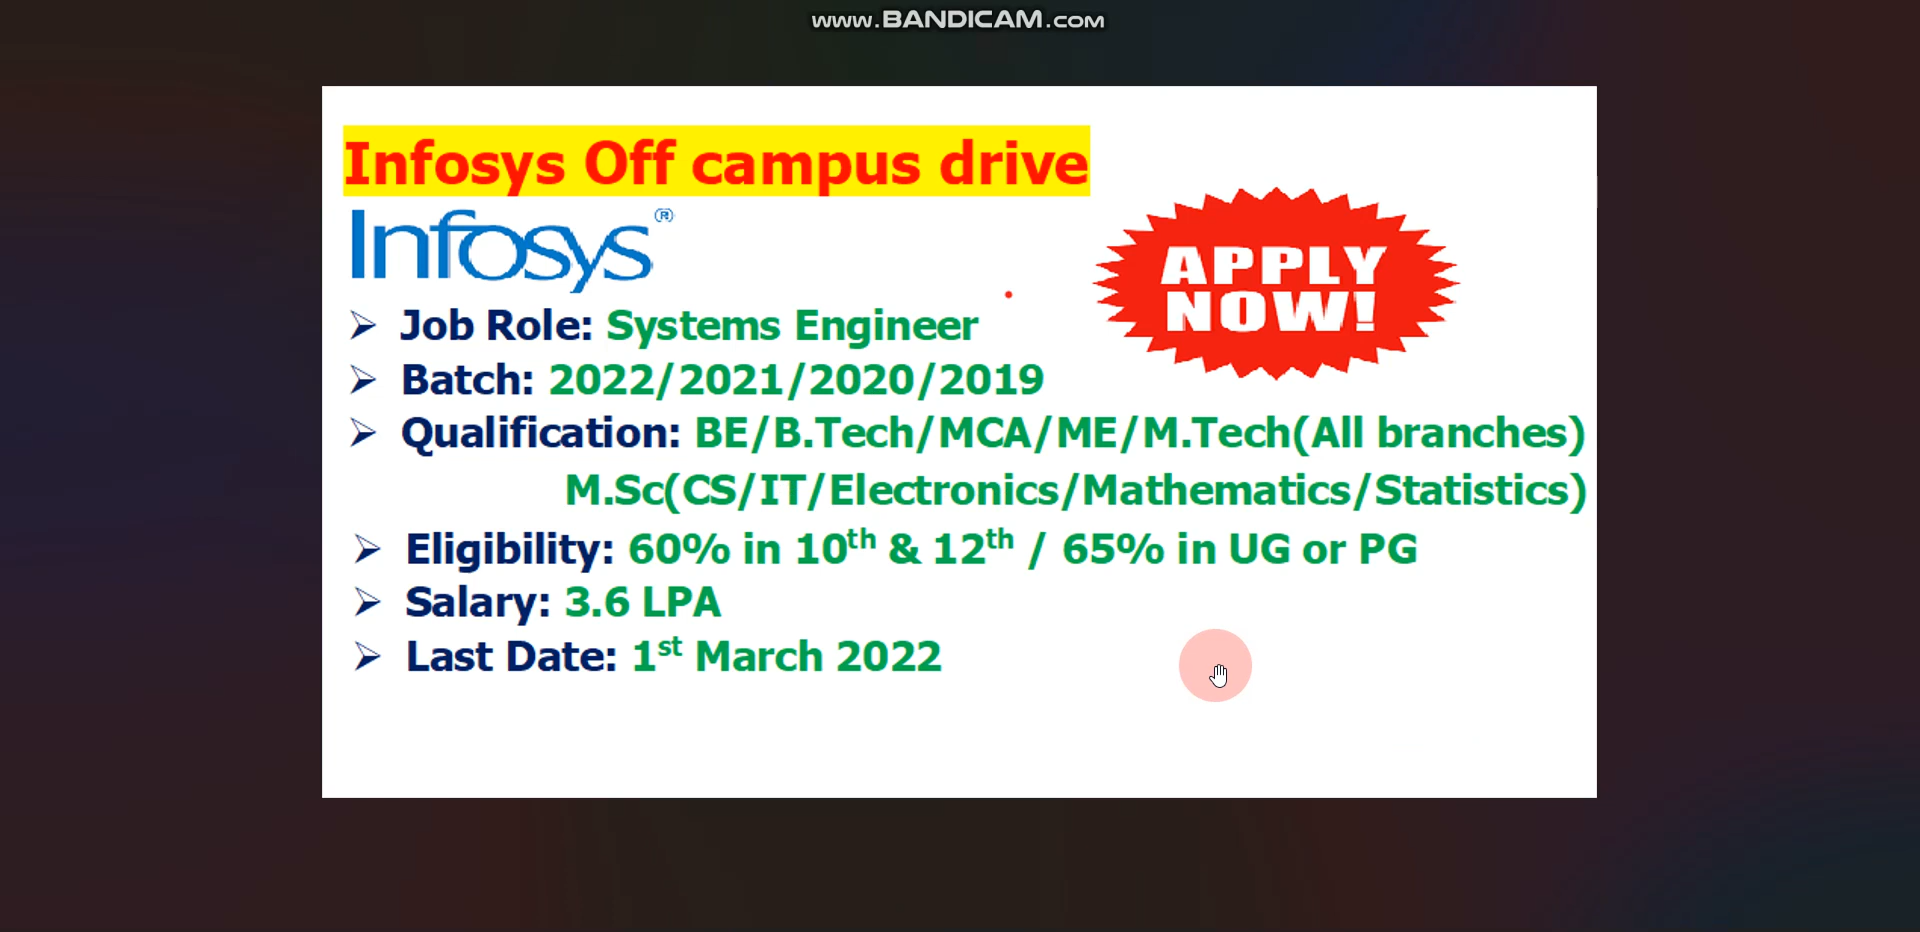 www.BANDICAM.com
Infosys Off campus drive
Infosys®
APPLY
NOW!
➢ Job Role: Systems Engineer
➢ Batch: 2022/2021/2020/2019
➢ Qualification: BE/B.Tech/MCA/ME/M.Tech(All branches)
M.Sc(CS/IT/Electronics/Mathematics/Statistics)
➢ Eligibility: 60% in 10th & 12th / 65% in UG or PG
➢ Salary: 3.6 LPA
➢ Last Date: 1st March 2022